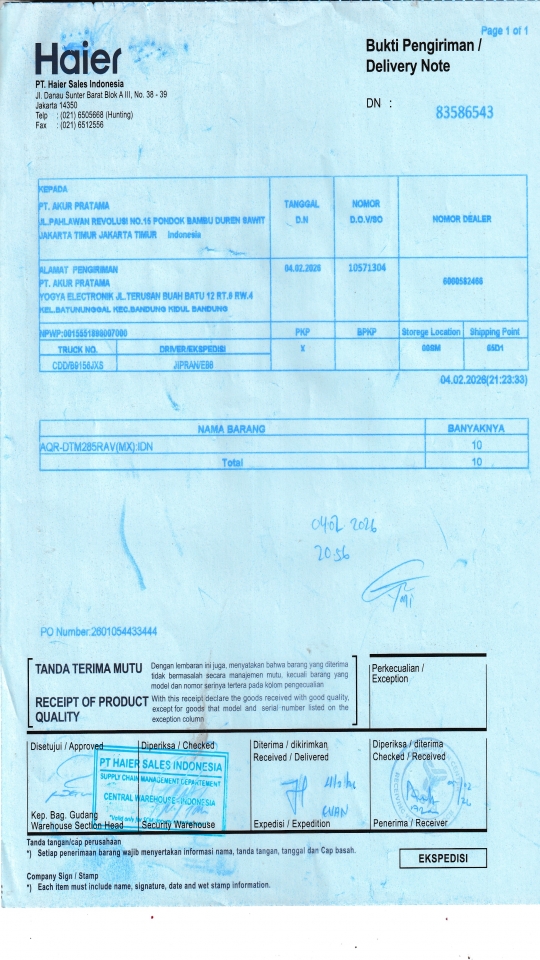 Page 1 of 1
Haier
Bukti Pengiriman /
Delivery Note
PT. Haier Sales Indonesia
Jl. Danau Sunter Barat Blok A III, No. 38 - 39
Jakarta 14350
Telp : (021) 6505668 (Hunting)
Fax : (021) 6512556
DN : 83586543
KEPADA
PT. AKUR PRATAMA
JL.PAHLAWAN REVOLUSI NO.15 PONDOK BAMBU DUREN SAWIT
JAKARTA TIMUR JAKARTA TIMUR Indonesia
TANGGAL
D.N
NOMOR
D.O.V/SO
NOMOR DEALER
ALAMAT PENGIRIMAN
PT. AKUR PRATAMA
YOGYA ELECTRONIK JL.TERUSAN BUAH BATU 12 RT.6 RW.4
KEL.BATUNUNGGAL KEC.BANDUNG KIDUL BANDUNG
04.02.2026
10571304
6000582466
NPWP:0015551888007000
PKP
BPKP
Storege Location
Shipping Point
TRUCK NO.
DRIVER/EKSPEDISI
X
65D1
CDD/B9156JXS
04.02.2026(21:23:33)
NAMA BARANG
BANYAKNYA
AQR-DTM285RAV(MX):IDN
10
Total
10
2026
20.56
PO Number:2601054433444
TANDA TERIMA MUTU
Dengan lembaran ini juga, menyatakan bahwa barang yang diterima
tidak bermasalah secara manajemen mutu, kecuali barang yang
model dan nomor serinya tertera pada kolom pengecualian
RECEIPT OF PRODUCT
QUALITY
With this receipt declare the goods received with good quality,
except for goods that model and serial number listed on the
exception column
Perkecualian /
Exception
Disetujui / Approved
Diperiksa / Checked
Diterima / dikirimkan
Received / Delivered
Diperiksa / diterima
Checked / Received
PT HAIER SALES INDONESIA
SUPPLY CHAIN MANAGEMENT DEPARTEMENT
CENTRAL WAREHOUSE - INDONESIA
Kep. Bag. Gudang
Warehouse Section Head
Security Warehouse
Expedisi / Expedition
Penerima / Receiver
Tanda tangan/cap perusahaan
*) Setiap penerimaan barang wajib menyertakan informasi nama, tanda tangan, tanggal dan Cap basah.
EKSPEDISI
Company Sign / Stamp
*) Each item must include name, signature, date and wet stamp information.